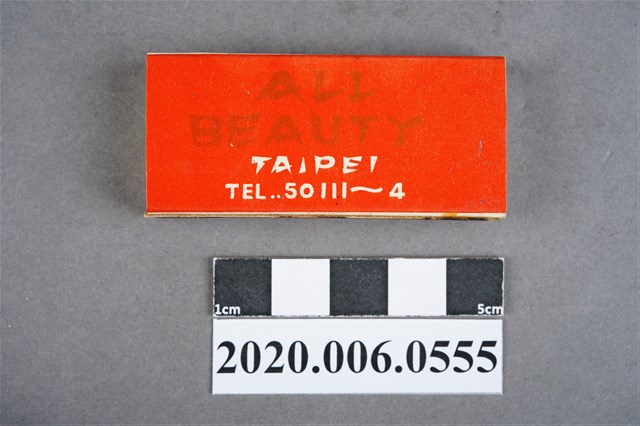 ALL
BEAUTY
TAIPEI
TEL..50111～4
1cm 5cm
2020.006.0555